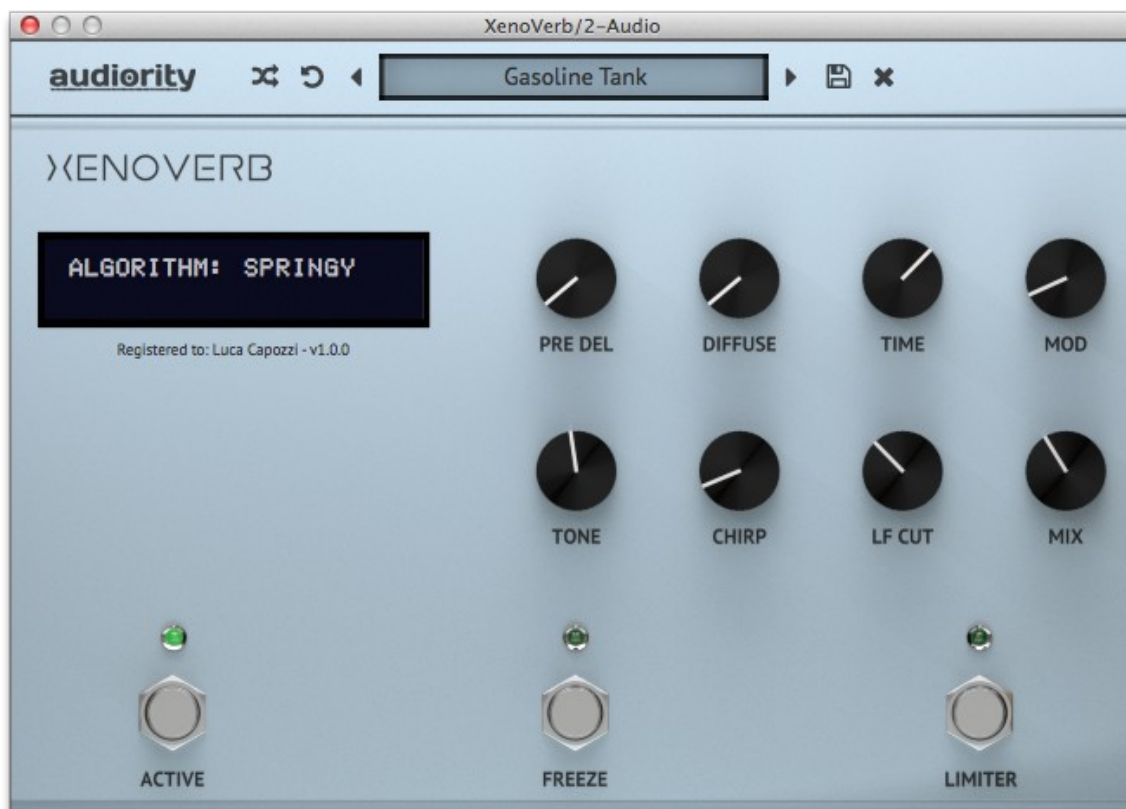 XenoVerb/2-Audio
audiority
Gasoline Tank
XENOVERB
ALGORITHM: SPRINGY
Registered to: Luca Capozzi - v1.0.0
PRE DEL DIFFUSE TIME MOD
TONE CHIRP LF CUT MIX
ACTIVE FREEZE LIMITER